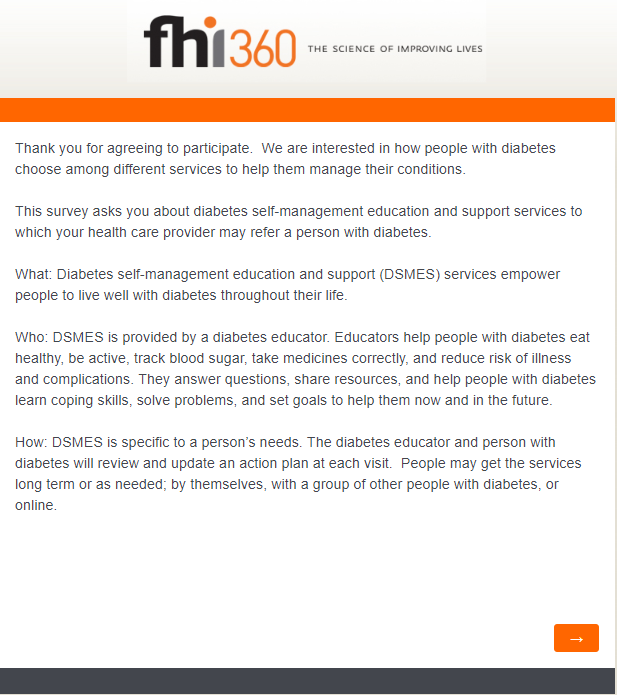 fhi360 THE SCIENCE OF IMPROVING LIVES
Thank you for agreeing to participate.  We are interested in how people with diabetes
choose among different services to help them manage their conditions.
This survey asks you about diabetes self-management education and support services to
which your health care provider may refer a person with diabetes.
What: Diabetes self-management education and support (DSMES) services empower
people to live well with diabetes throughout their life.
Who: DSMES is provided by a diabetes educator. Educators help people with diabetes eat
healthy, be active, track blood sugar, take medicines correctly, and reduce risk of illness
and complications. They answer questions, share resources, and help people with diabetes
learn coping skills, solve problems, and set goals to help them now and in the future.
How: DSMES is specific to a person's needs. The diabetes educator and person with
diabetes will review and update an action plan at each visit.  People may get the services
long term or as needed; by themselves, with a group of other people with diabetes, or
online.
→